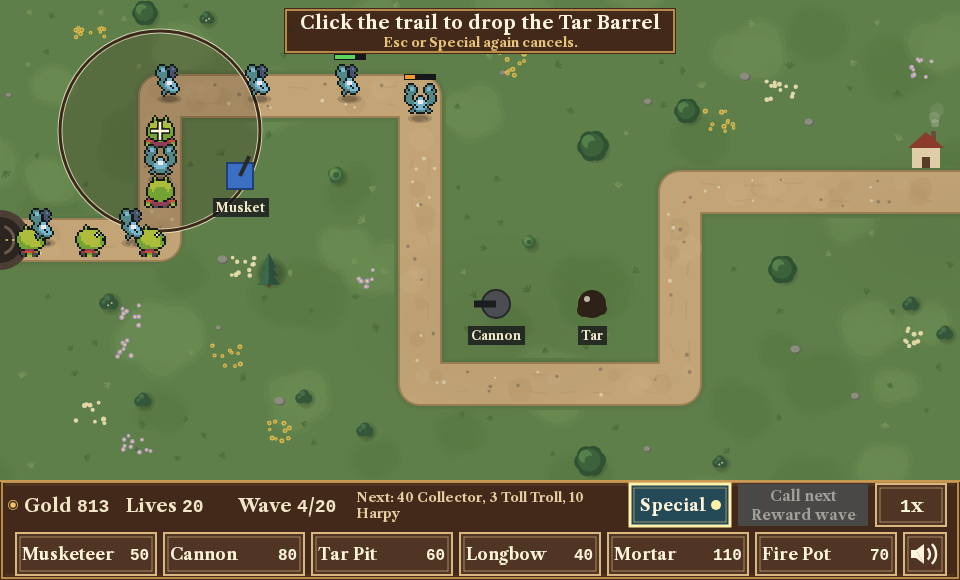 Click the trail to drop the Tar Barrel
Esc or Special again cancels.
Musket
Cannon
Tar
Gold 813
Lives 20
Wave 4/20
Next: 40 Collector, 3 Toll Troll, 10
Harpy
Special
Call next
Reward wave
1x
Musketeer 50
Cannon 80
Tar Pit 60
Longbow 40
Mortar 110
Fire Pot 70